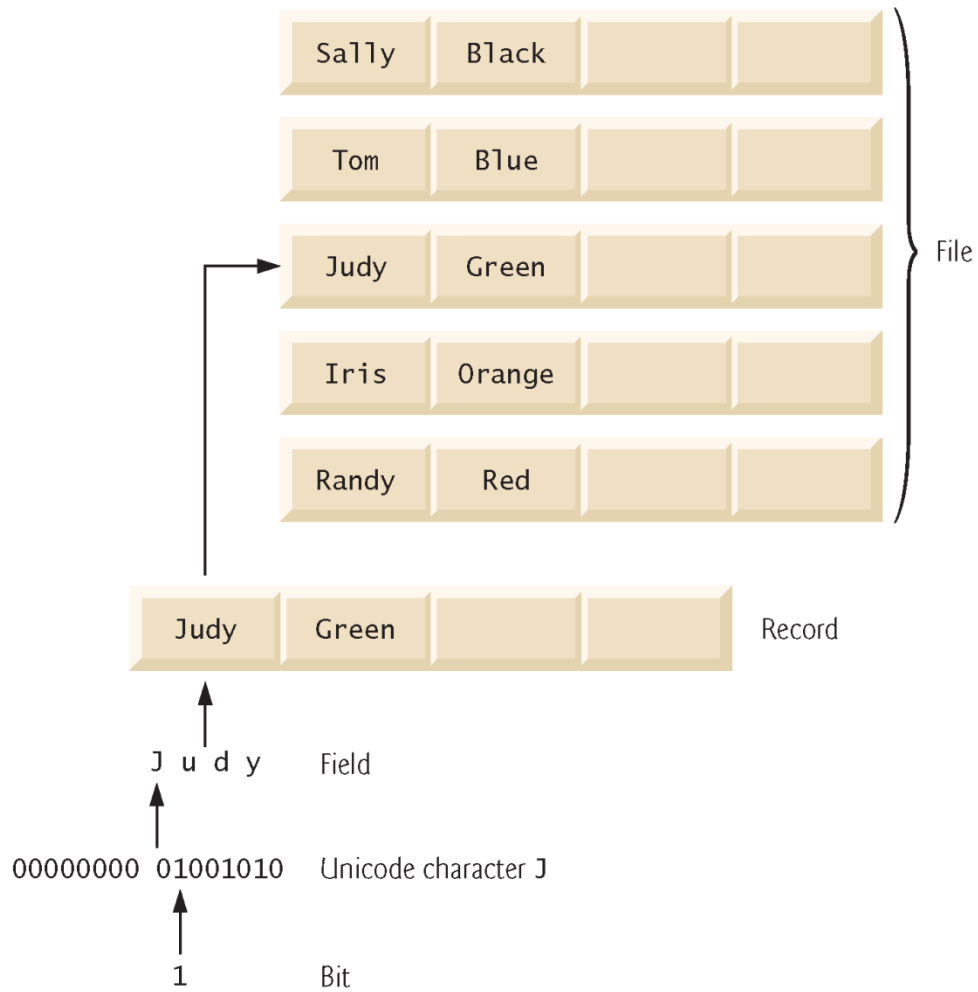 Sally Black
Tom Blue
Judy Green
File
Iris Orange
Randy Red
Judy Green Record
J u d y Field
00000000 01001010 Unicode character J
1 Bit